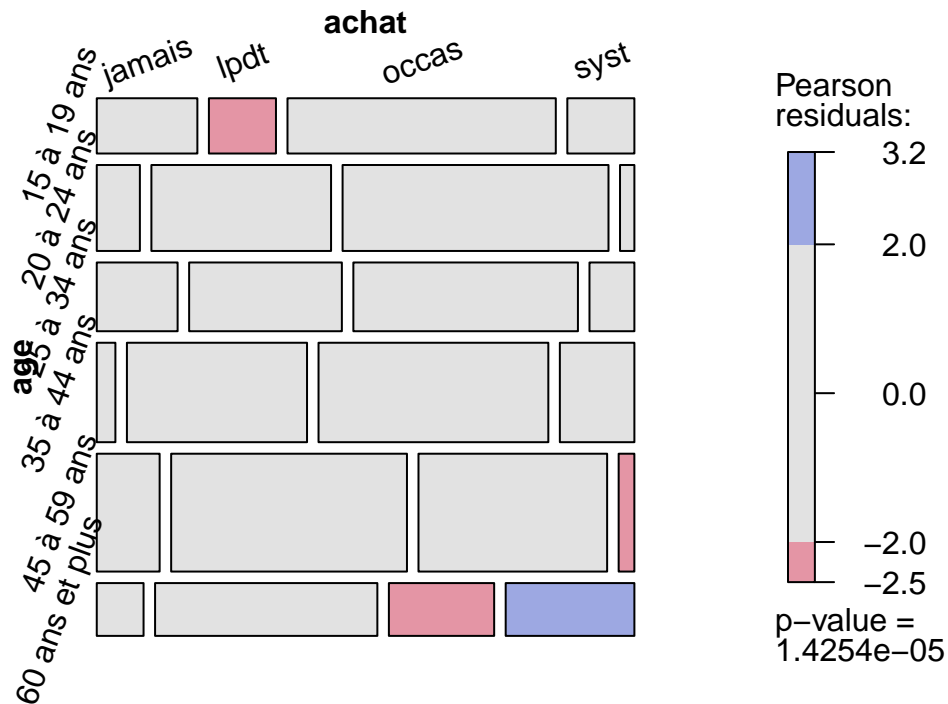 achat
jamais
lpdt
occas
syst
age
15 à 19 ans
20 à 24 ans
25 à 34 ans
35 à 44 ans
45 à 59 ans
60 ans et plus
Pearson
residuals:
3.2
2.0
0.0
−2.0
−2.5
p−value =
1.4254e−05